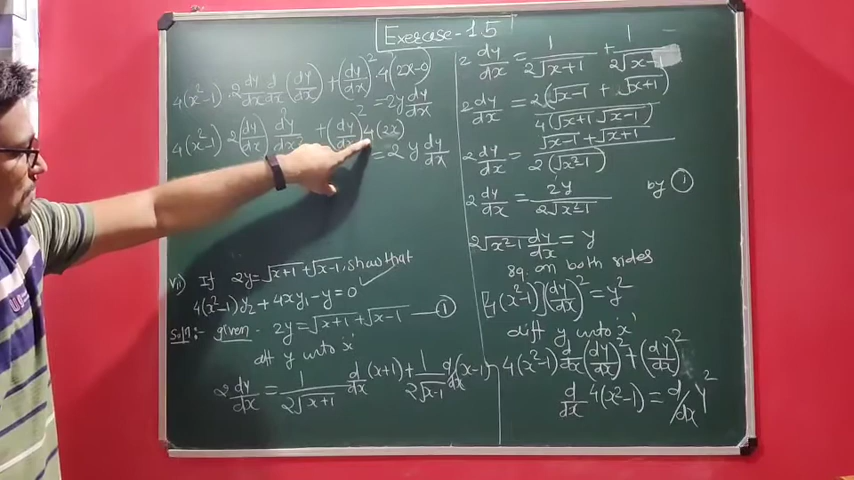 Exercise - 1.5
4(x²-1)·2 dy/dx d/dx (dy/dx) + (dy/dx)² · 4(2x-0)
= 2y dy/dx
4(x²-1) 2(dy/dx) d²y/dx² + (dy/dx)² 4(2x)
= 2 y dy/dx
vii) If 2y = √x+1 + √x-1, show that
4(x²-1)y₂ + 4xy₁ - y = 0
Soln:- given - 2y = √x+1 + √x-1 — ①
diff y unto 'x'
2 dy/dx = 1/2√x+1 d/dx (x+1) + 1/2√x-1 d/dx (x-1)
2 dy/dx = 1/2√x+1 + 1/2√x-1
2 dy/dx = 2(√x-1 + √x+1)/4(√x+1 √x-1)
2 dy/dx = √x-1 + √x+1/2(√x²-1)
2 dy/dx = 2y/2√x²-1 by ①
2√x²-1 dy/dx = y
sq. on both sides
[4(x²-1)](dy/dx)² = y²
diff y unto 'x'
4(x²-1) d/dx (dy/dx)² + (dy/dx)²
d/dx 4(x²-1) = d/dx y²